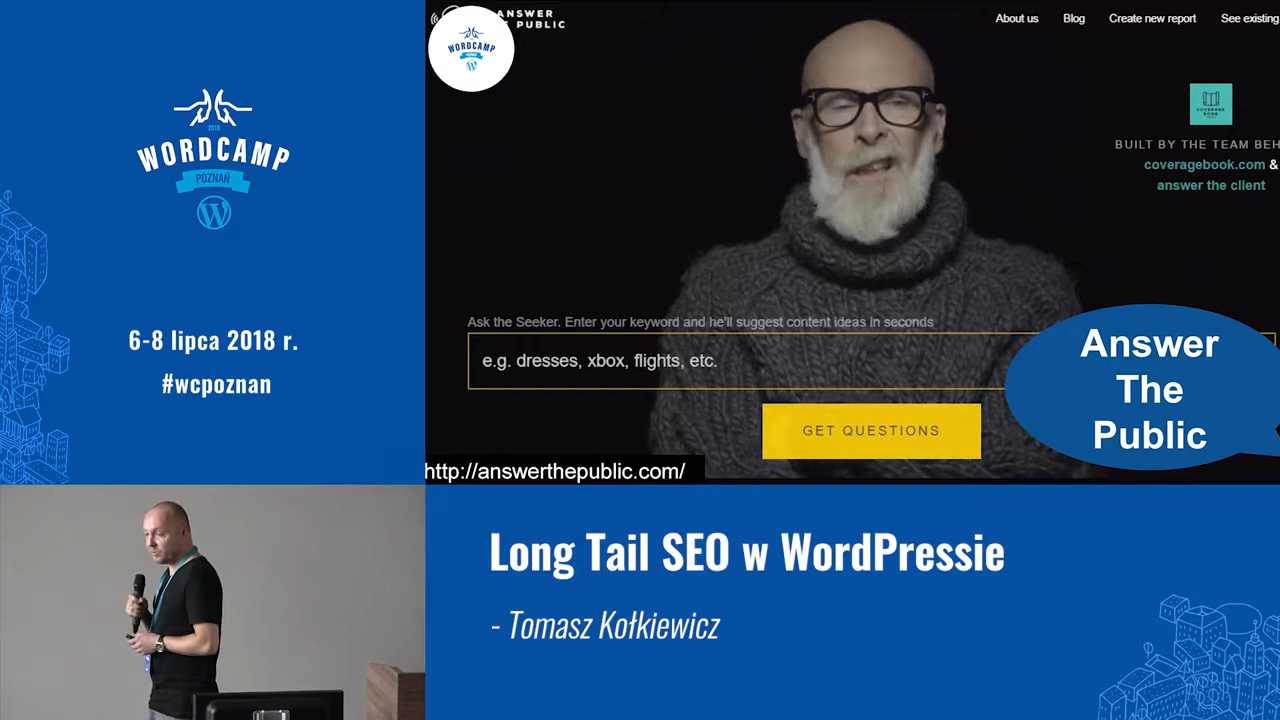 2018
WORDCAMP
POZNAŃ
6-8 lipca 2018 r.
#wcpoznan
ANSWER
PUBLIC
WORDCAMP
About us
Blog
Create new report
See existing
COVERAGE
BOOK
BUILT BY THE TEAM BEH
coveragebook.com &
answer the client
Ask the Seeker. Enter your keyword and he'll suggest content ideas in seconds
e.g. dresses, xbox, flights, etc.
GET QUESTIONS
Answer
The
Public
http://answerthepublic.com/
Long Tail SEO w WordPressie
- Tomasz Kołkiewicz